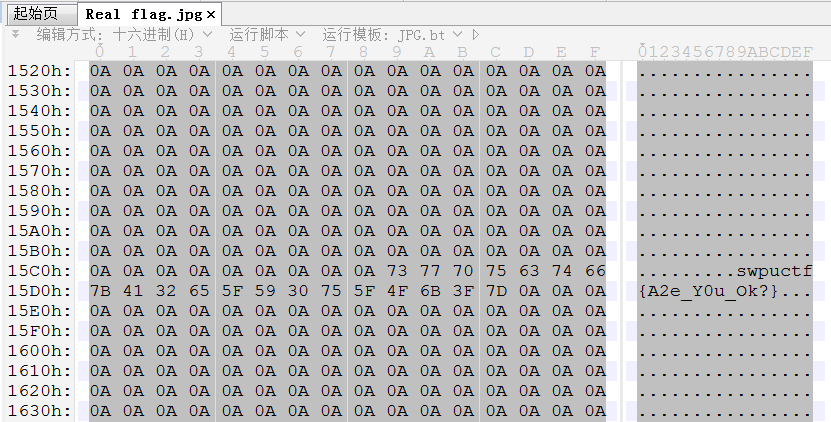 起始页 Real flag.jpg ×
编辑方式: 十六进制(H) 运行脚本 运行模板: JPG.bt
0 1 2 3 4 5 6 7 8 9 A B C D E F 0123456789ABCDEF
1520h: 0A 0A 0A 0A 0A 0A 0A 0A 0A 0A 0A 0A 0A 0A 0A 0A ................
1530h: 0A 0A 0A 0A 0A 0A 0A 0A 0A 0A 0A 0A 0A 0A 0A 0A ................
1540h: 0A 0A 0A 0A 0A 0A 0A 0A 0A 0A 0A 0A 0A 0A 0A 0A ................
1550h: 0A 0A 0A 0A 0A 0A 0A 0A 0A 0A 0A 0A 0A 0A 0A 0A ................
1560h: 0A 0A 0A 0A 0A 0A 0A 0A 0A 0A 0A 0A 0A 0A 0A 0A ................
1570h: 0A 0A 0A 0A 0A 0A 0A 0A 0A 0A 0A 0A 0A 0A 0A 0A ................
1580h: 0A 0A 0A 0A 0A 0A 0A 0A 0A 0A 0A 0A 0A 0A 0A 0A ................
1590h: 0A 0A 0A 0A 0A 0A 0A 0A 0A 0A 0A 0A 0A 0A 0A 0A ................
15A0h: 0A 0A 0A 0A 0A 0A 0A 0A 0A 0A 0A 0A 0A 0A 0A 0A ................
15B0h: 0A 0A 0A 0A 0A 0A 0A 0A 0A 0A 0A 0A 0A 0A 0A 0A ................
15C0h: 0A 0A 0A 0A 0A 0A 0A 0A 0A 73 77 70 75 63 74 66 .........swpuctf
15D0h: 7B 41 32 65 5F 59 30 75 5F 4F 6B 3F 7D 0A 0A 0A {A2e_Y0u_Ok?}...
15E0h: 0A 0A 0A 0A 0A 0A 0A 0A 0A 0A 0A 0A 0A 0A 0A 0A ................
15F0h: 0A 0A 0A 0A 0A 0A 0A 0A 0A 0A 0A 0A 0A 0A 0A 0A ................
1600h: 0A 0A 0A 0A 0A 0A 0A 0A 0A 0A 0A 0A 0A 0A 0A 0A ................
1610h: 0A 0A 0A 0A 0A 0A 0A 0A 0A 0A 0A 0A 0A 0A 0A 0A ................
1620h: 0A 0A 0A 0A 0A 0A 0A 0A 0A 0A 0A 0A 0A 0A 0A 0A ................
1630h: 0A 0A 0A 0A 0A 0A 0A 0A 0A 0A 0A 0A 0A 0A 0A 0A ................